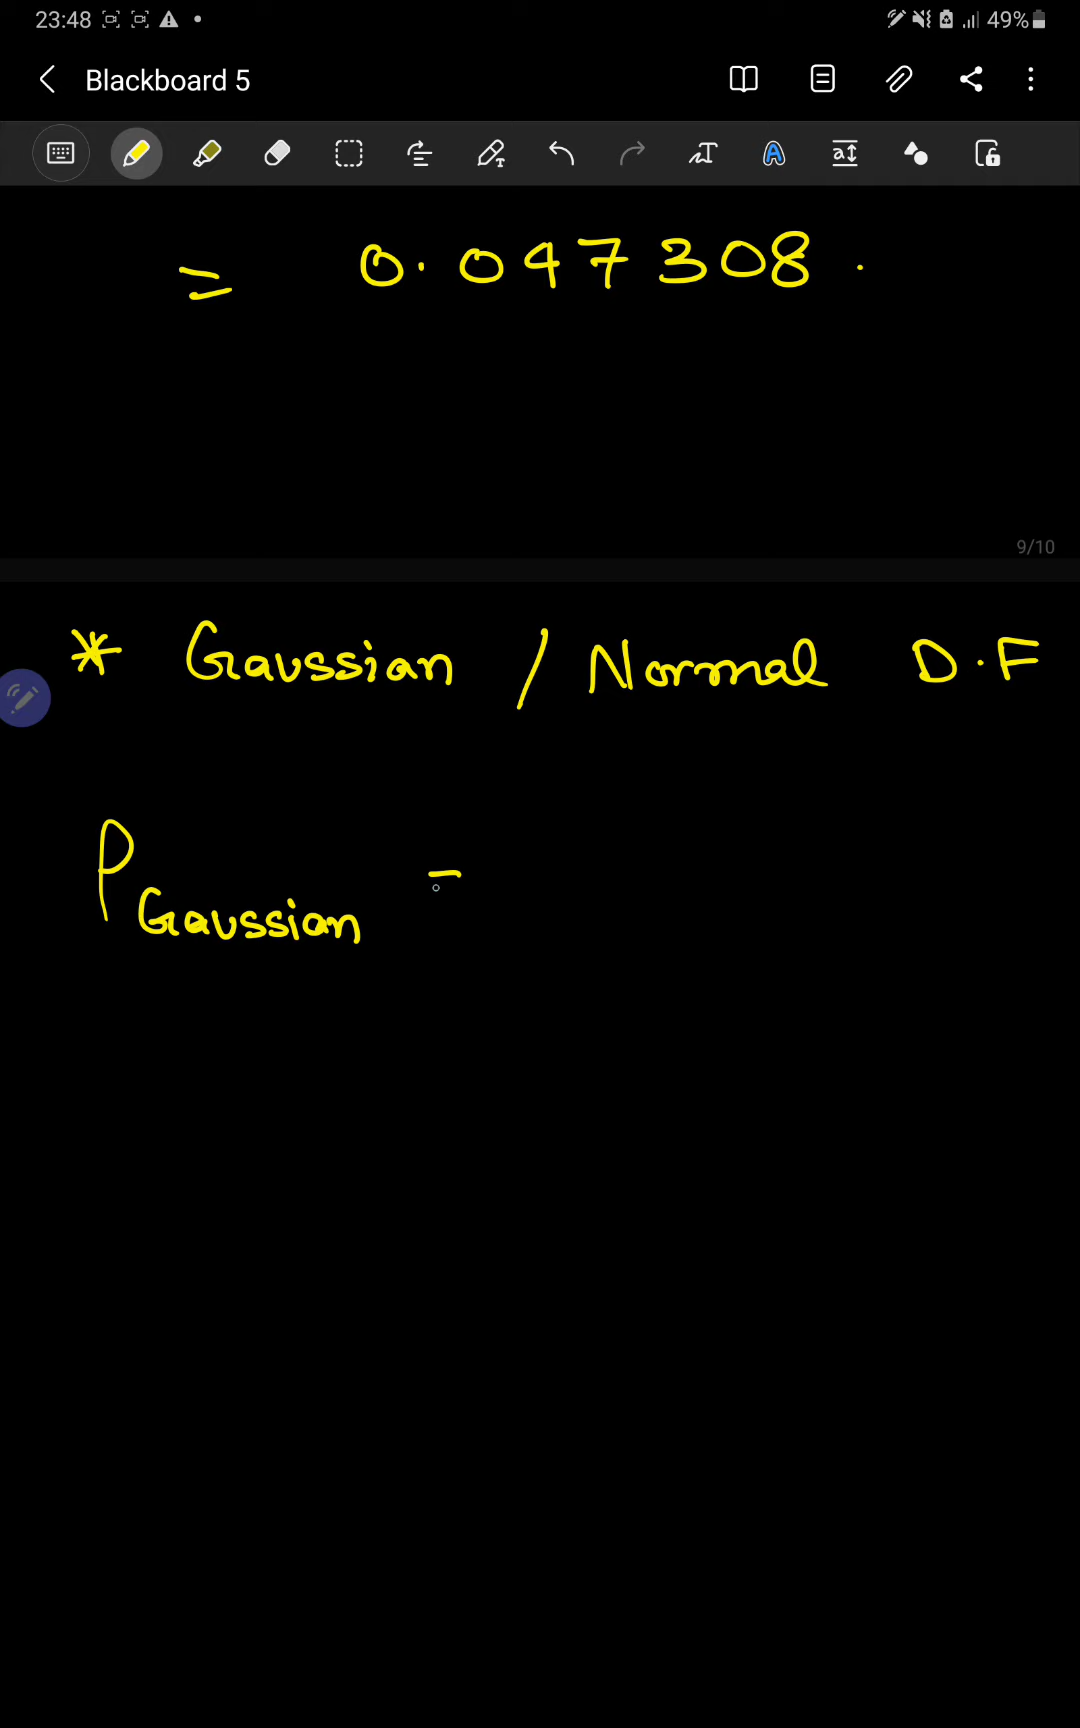 23:48 49%
Blackboard 5
= 0.047308.
9/10
* Gaussian / Normal D.F
P Gaussian -